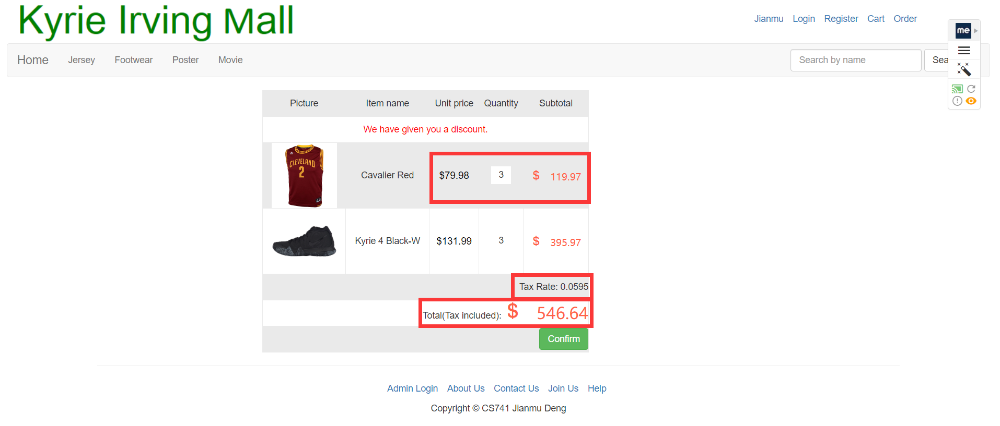 Kyrie Irving Mall
Jianmu Login Register Cart Order
me
Home Jersey Footwear Poster Movie Search by name Sea
Picture Item name Unit price Quantity Subtotal
We have given you a discount.
CLEVELAND
2
Cavalier Red $79.98 3 $ 119.97
Kyrie 4 Black-W $131.99 3 $ 395.97
Tax Rate: 0.0595
Total(Tax included): $ 546.64
Confirm
Admin Login About Us Contact Us Join Us Help
Copyright © CS741 Jianmu Deng